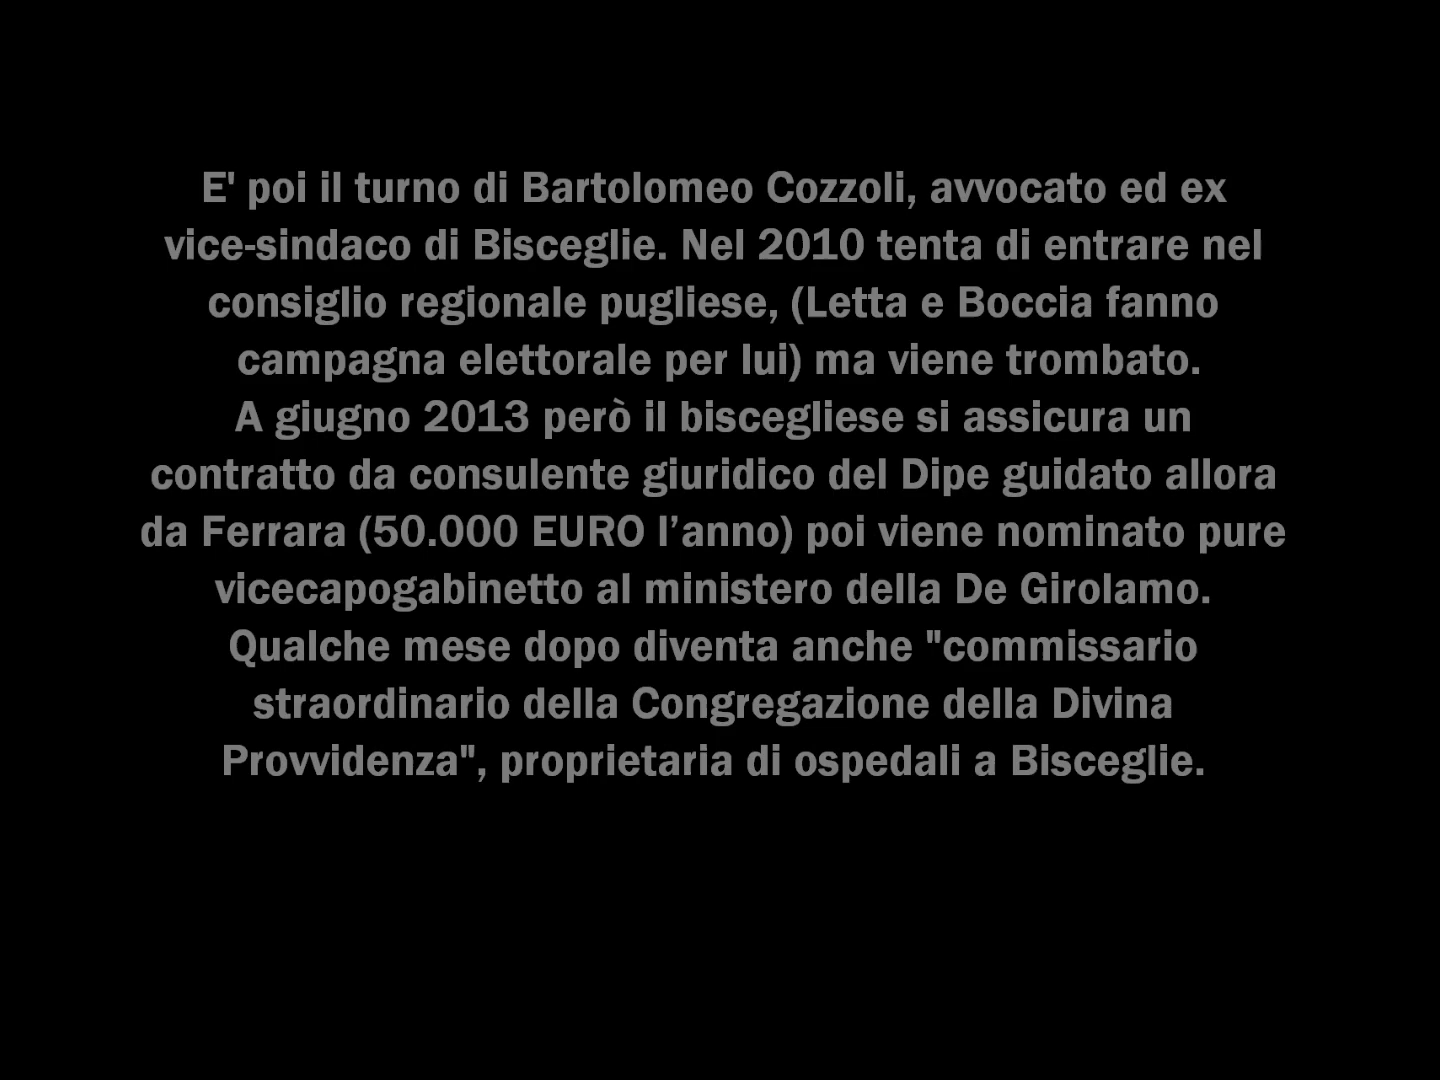 E' poi il turno di Bartolomeo Cozzoli, avvocato ed ex
vice-sindaco di Bisceglie. Nel 2010 tenta di entrare nel
consiglio regionale pugliese, (Letta e Boccia fanno
campagna elettorale per lui) ma viene trombato.
A giugno 2013 però il biscegliese si assicura un
contratto da consulente giuridico del Dipe guidato allora
da Ferrara (50.000 EURO l’anno) poi viene nominato pure
vicecapogabinetto al ministero della De Girolamo.
Qualche mese dopo diventa anche "commissario
straordinario della Congregazione della Divina
Provvidenza", proprietaria di ospedali a Bisceglie.